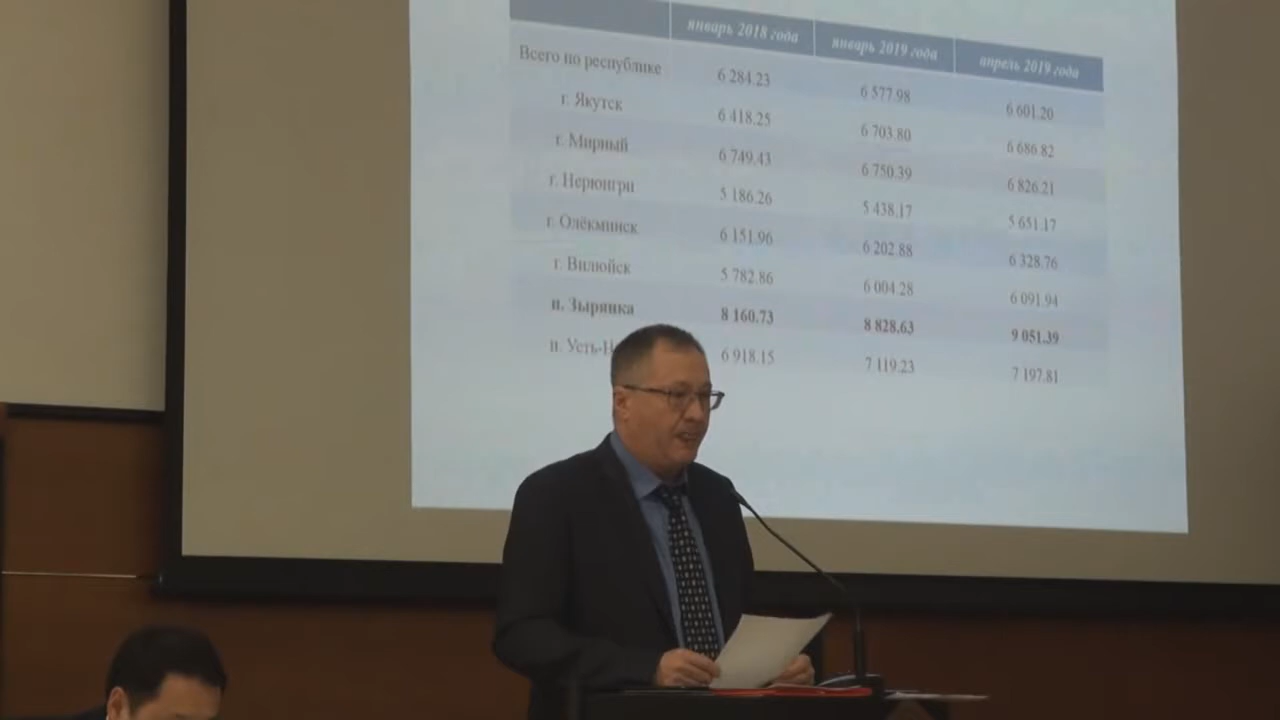 январь 2018 года январь 2019 года апрель 2019 года
Всего по республике 6 284.23 6 577.98 6 601.20
г. Якутск 6 418.25 6 703.80 6 686.82
г. Мирный 6 749.43 6 750.39 6 826.21
г. Нерюнгри 5 186.26 5 438.17 5 651.17
г. Олёкминск 6 151.96 6 202.88 6 328.76
г. Вилюйск 5 782.86 6 004.28 6 091.94
п. Зырянка 8 160.73 8 828.63 9 051.39
п. Усть-Н 6 918.15 7 119.23 7 197.81